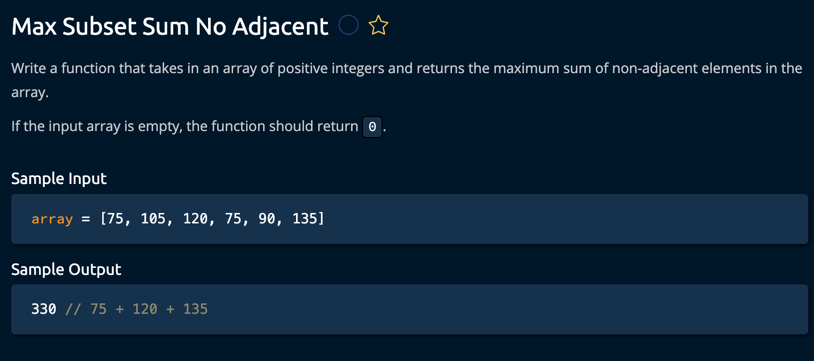 Max Subset Sum No Adjacent
Write a function that takes in an array of positive integers and returns the maximum sum of non-adjacent elements in the
array.
If the input array is empty, the function should return 0.
Sample Input
array = [75, 105, 120, 75, 90, 135]
Sample Output
330 // 75 + 120 + 135